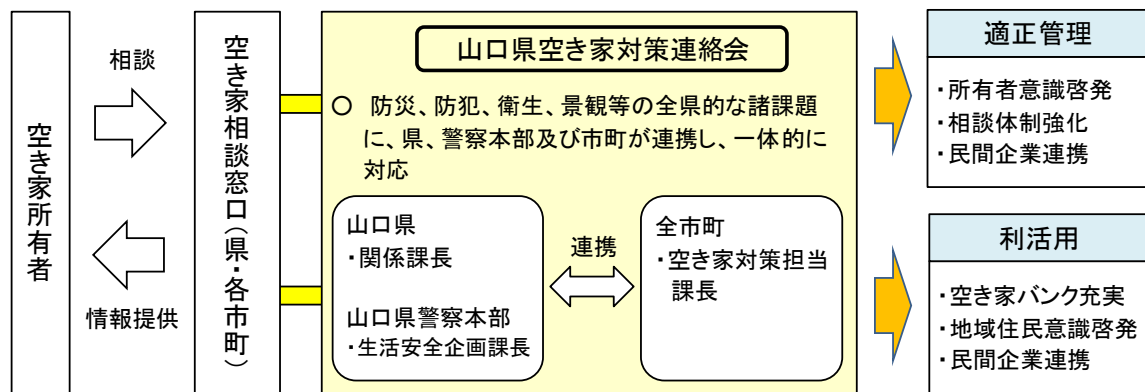 空き家所有者
相談
情報提供
空き家相談窓口（県・各市町）
山口県空き家対策連絡会
○ 防災、防犯、衛生、景観等の全県的な諸課題
に、県、警察本部及び市町が連携し、一体的に
対応
山口県
・関係課長
山口県警察本部
・生活安全企画課長
連携
全市町
・空き家対策担当
課長
適正管理
・所有者意識啓発
・相談体制強化
・民間企業連携
利活用
・空き家バンク充実
・地域住民意識啓発
・民間企業連携